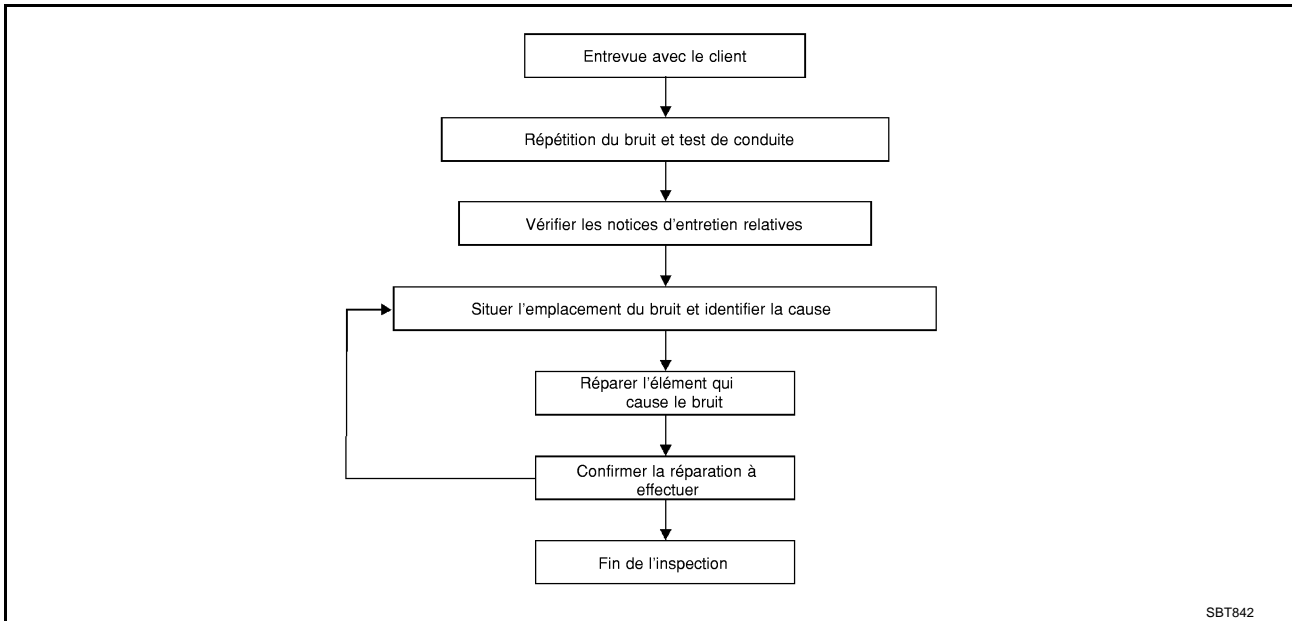 Entrevue avec le client
Répétition du bruit et test de conduite
Vérifier les notices d'entretien relatives
Situer l'emplacement du bruit et identifier la cause
Réparer l'élément qui
cause le bruit
Confirmer la réparation à
effectuer
Fin de l'inspection
SBT842